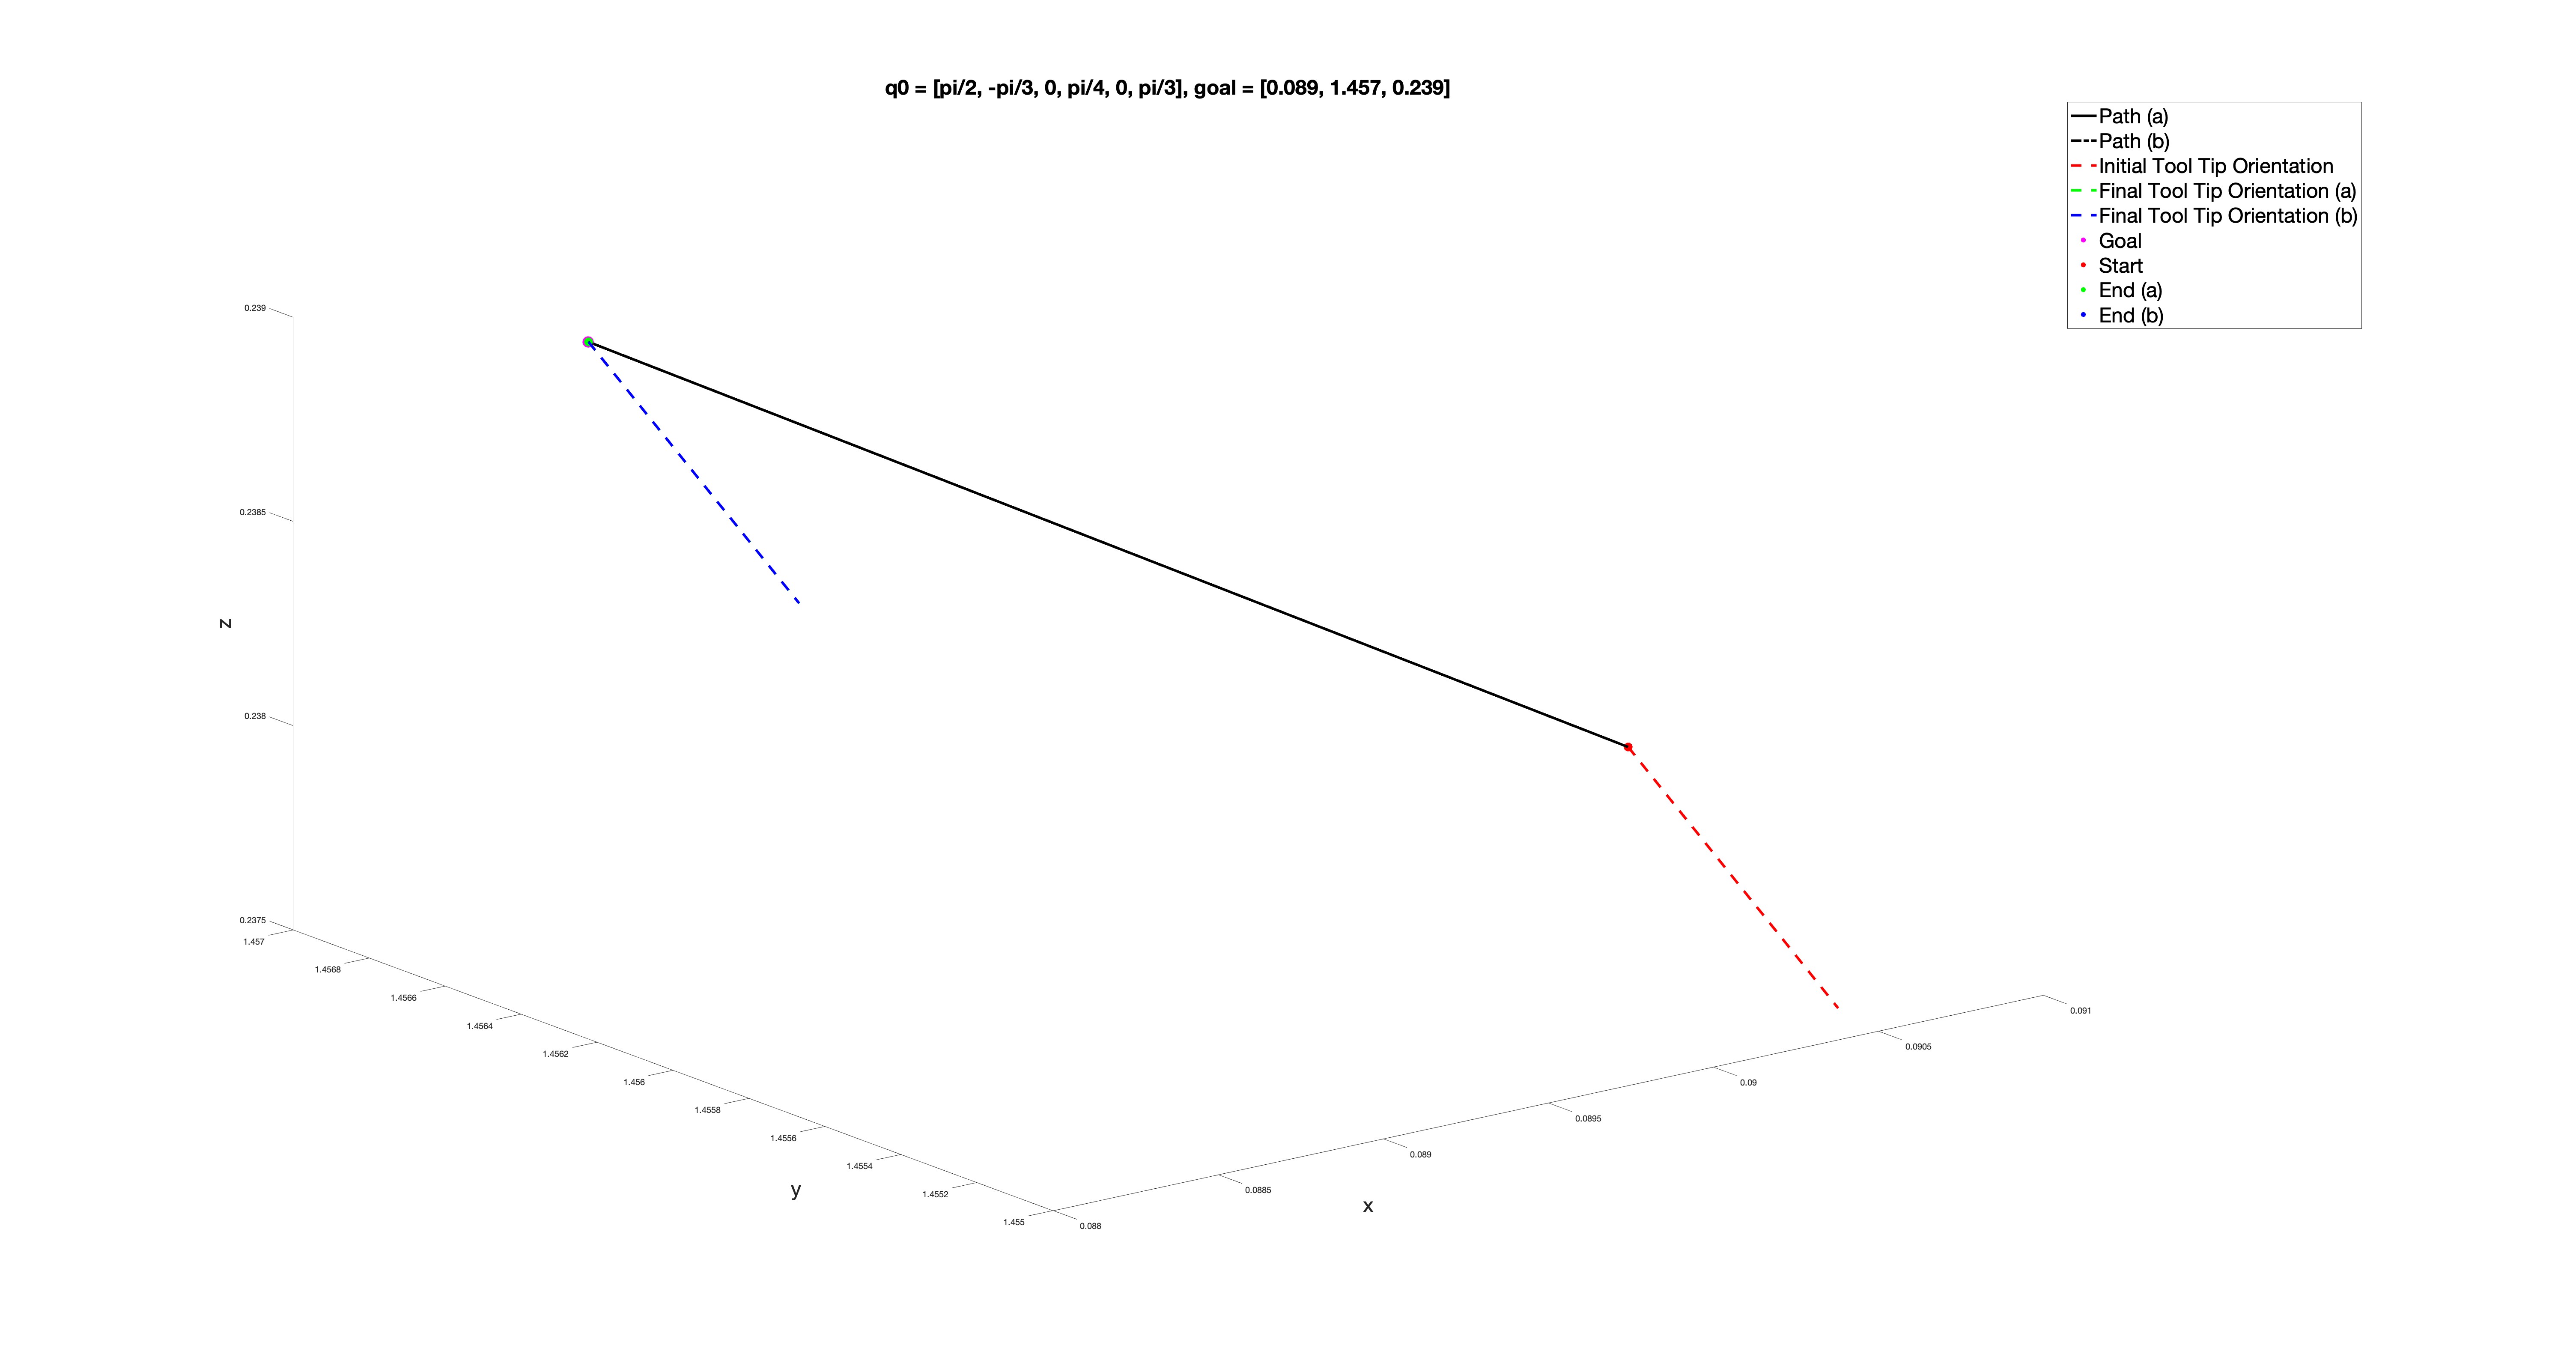 q0 = [pi/2, -pi/3, 0, pi/4, 0, pi/3], goal = [0.089, 1.457, 0.239]
Path (a)
Path (b)
Initial Tool Tip Orientation
Final Tool Tip Orientation (a)
Final Tool Tip Orientation (b)
Goal
Start
End (a)
End (b)
0.239
0.2385
0.238
0.2375
z
1.457
1.4568
1.4566
1.4564
1.4562
1.456
1.4558
1.4556
1.4554
1.4552
1.455
y
0.088
0.0885
0.089
0.0895
0.09
0.0905
0.091
x